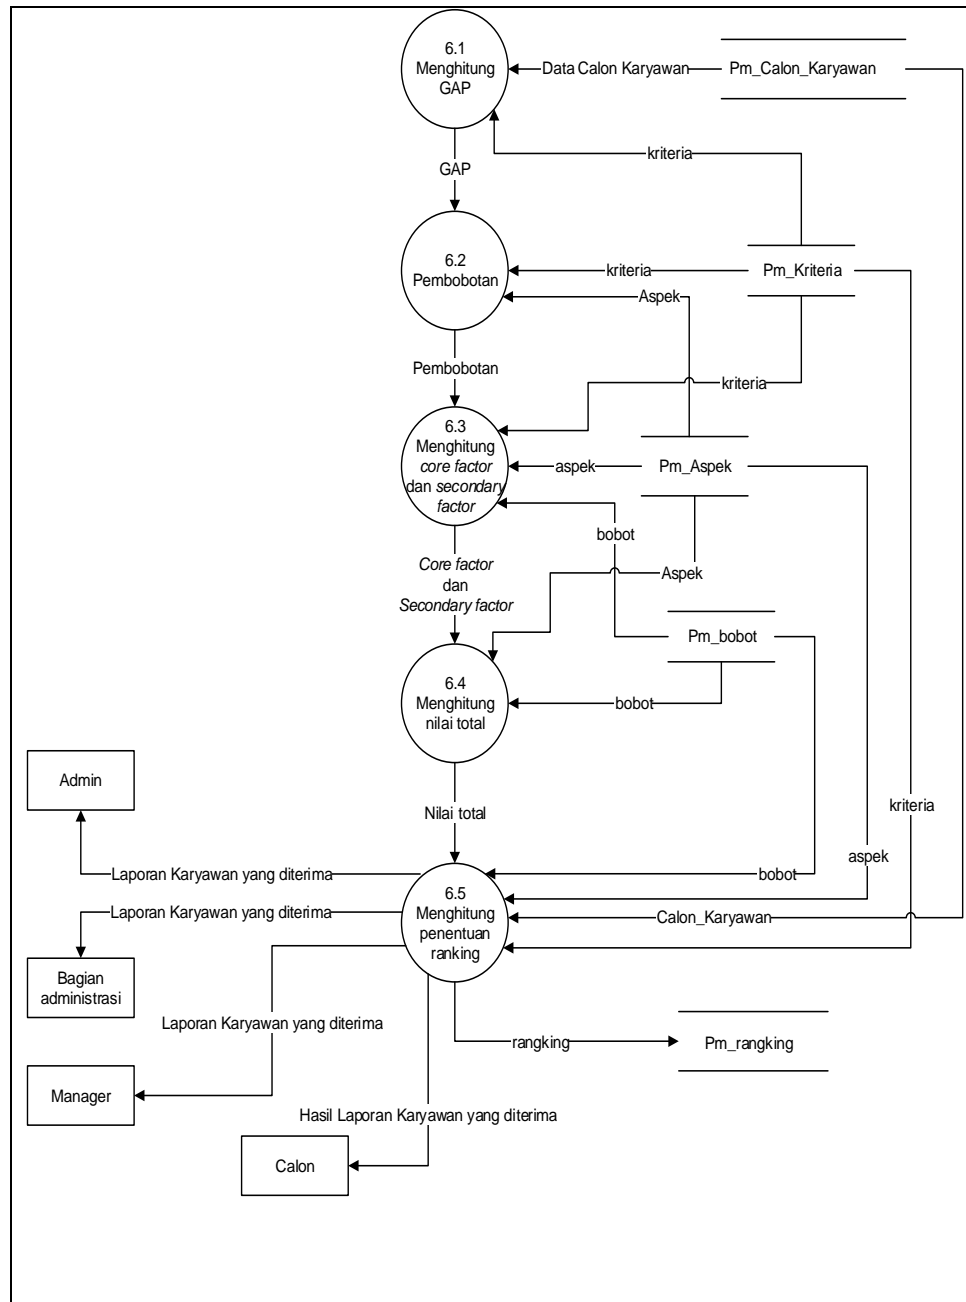 6.1
Menghitung
GAP
Data Calon Karyawan
Pm_Calon_Karyawan
kriteria
GAP
6.2
Pembobotan
kriteria
Pm_Kriteria
Aspek
Pembobotan
kriteria
6.3
Menghitung
core factor
dan secondary
factor
aspek
Pm_Aspek
bobot
Core factor
dan
Secondary factor
Aspek
Pm_bobot
6.4
Menghitung
nilai total
bobot
Admin
Nilai total
kriteria
aspek
Laporan Karyawan yang diterima
bobot
6.5
Menghitung
penentuan
ranking
Laporan Karyawan yang diterima
Calon_Karyawan
Bagian
administrasi
Laporan Karyawan yang diterima
rangking
Pm_rangking
Manager
Hasil Laporan Karyawan yang diterima
Calon